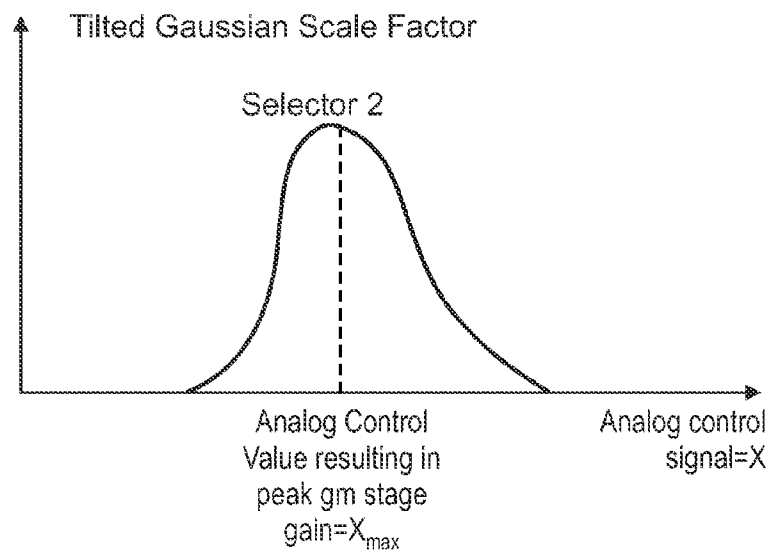 Tilted Gaussian Scale Factor
Selector 2
Analog Control
Value resulting in
peak gm stage
gain=Xmax
Analog control
signal=X